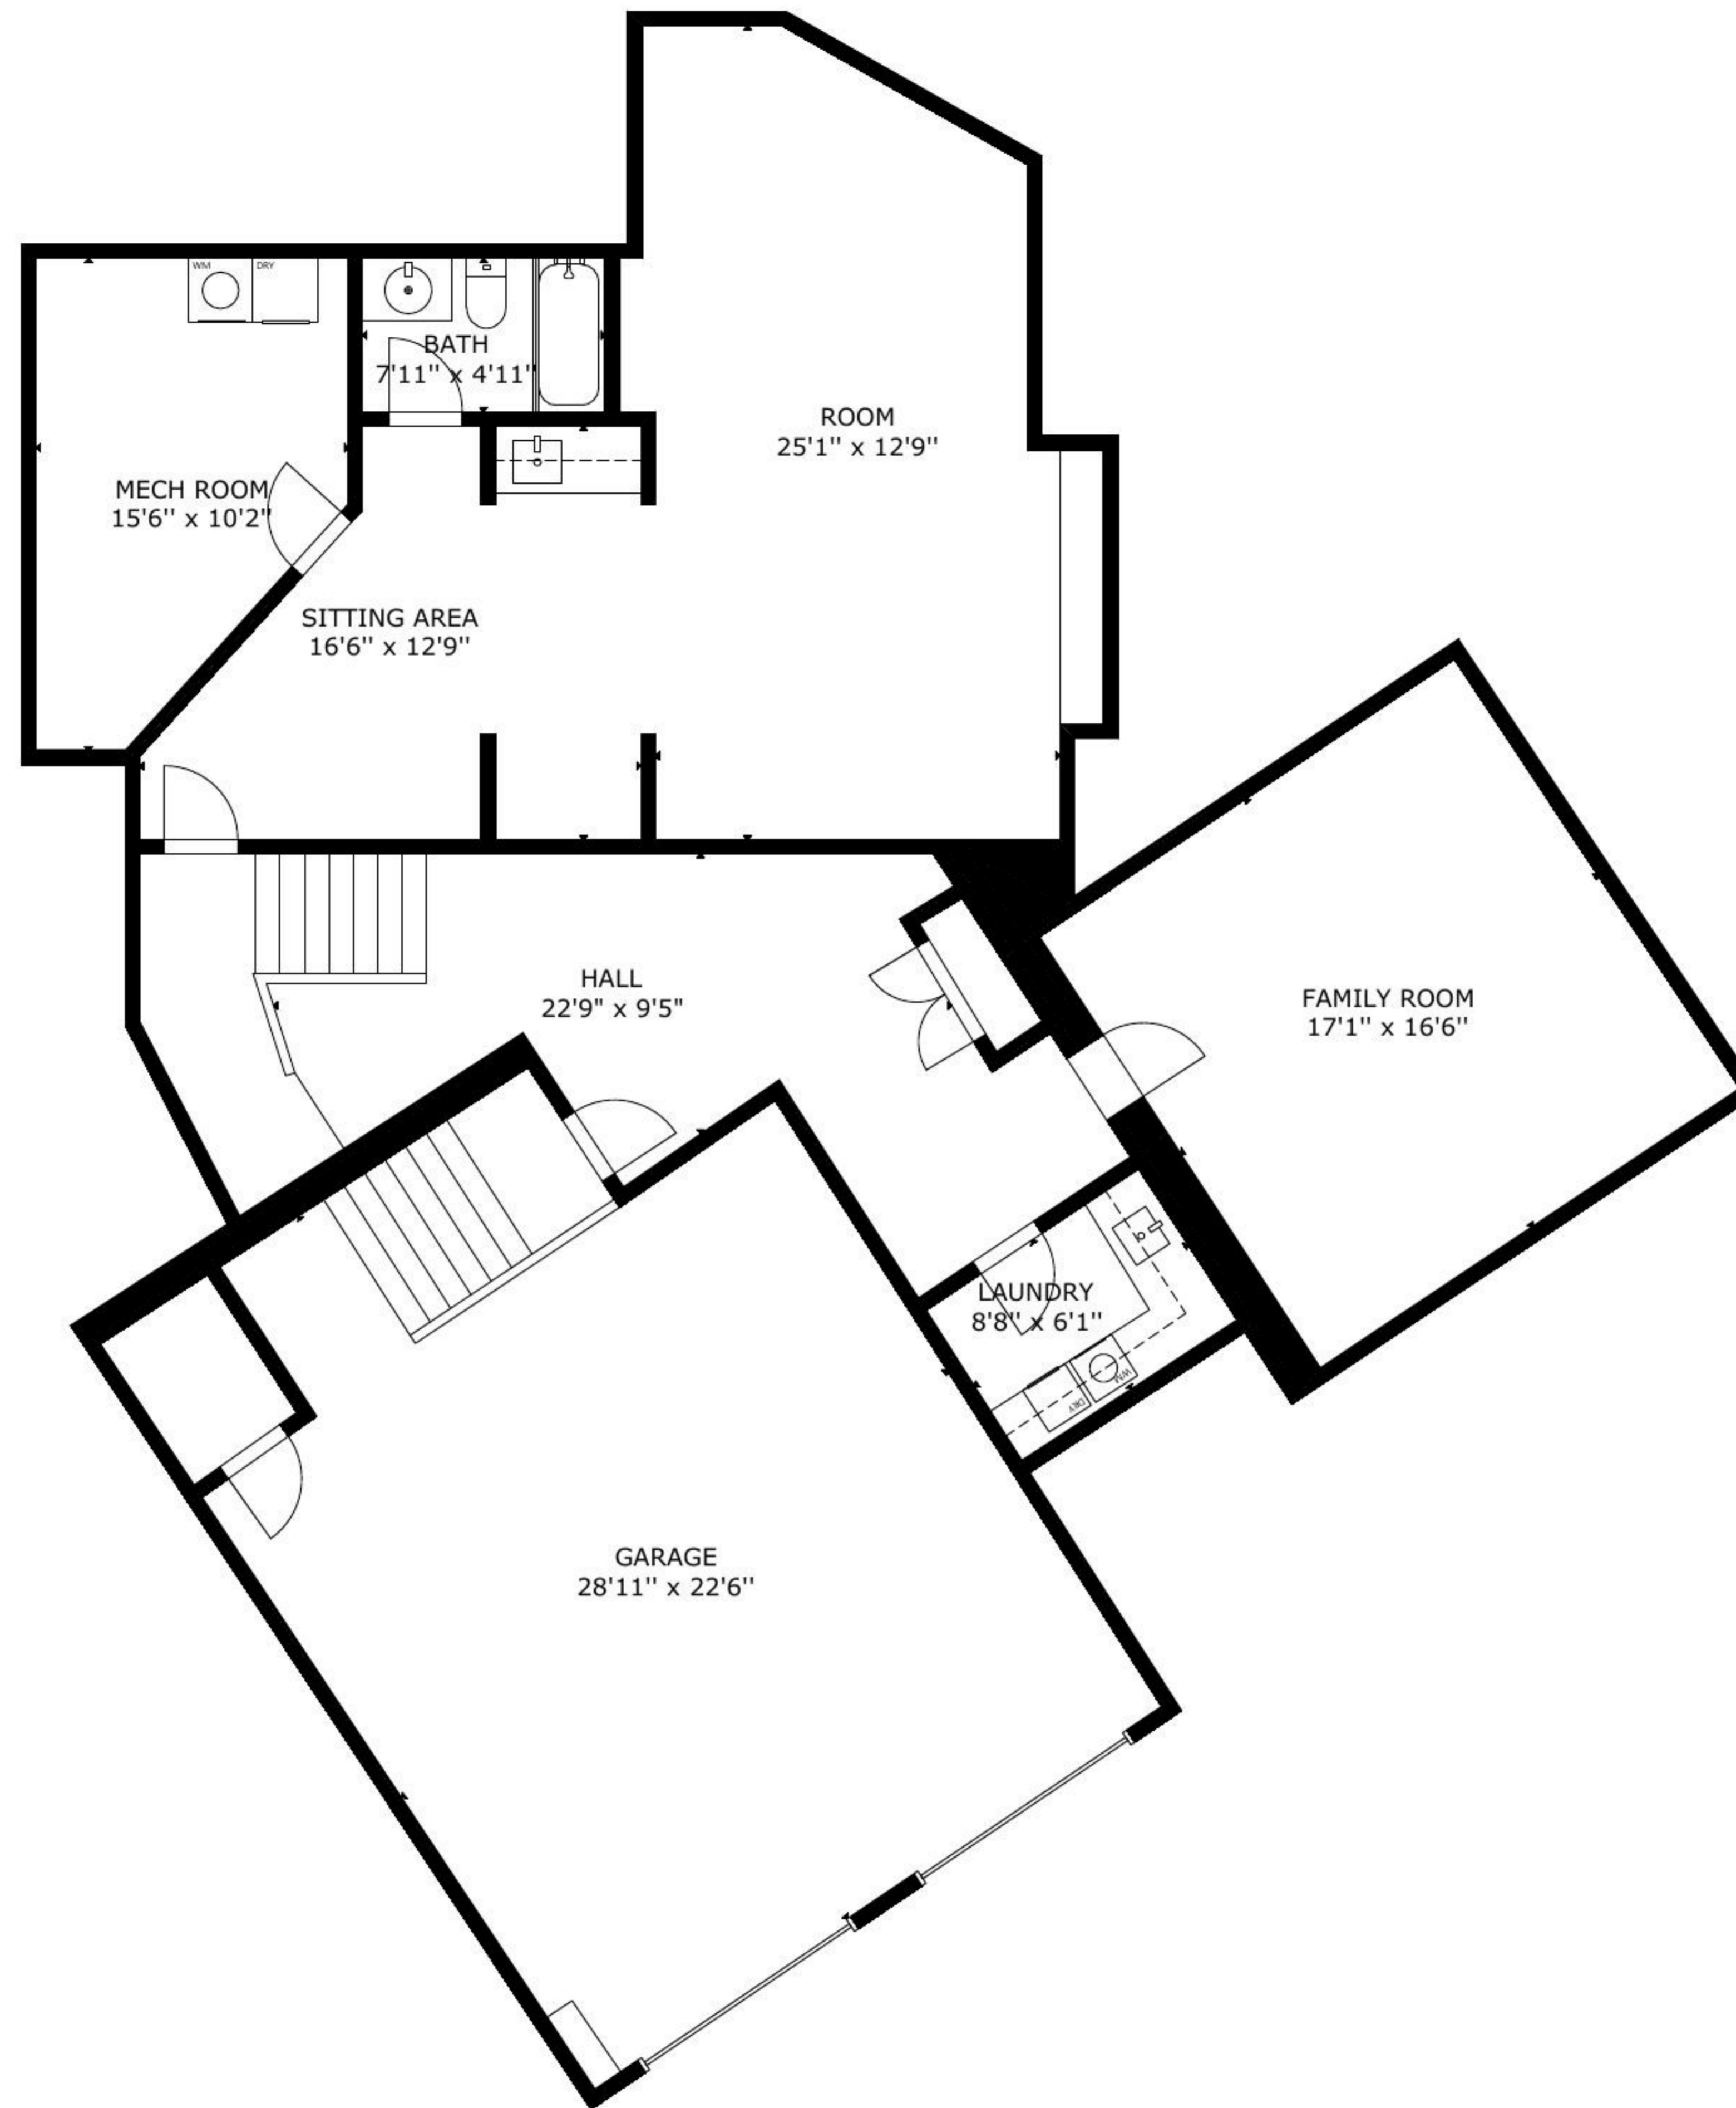 WM
DRY
BATH
7'11'' x 4'11''
ROOM
25'1'' x 12'9''
MECH ROOM
15'6'' x 10'2''
SITTING AREA
16'6'' x 12'9''
HALL
22'9'' x 9'5''
FAMILY ROOM
17'1'' x 16'6''
LAUNDRY
8'8'' x 6'1''
WM
DRY
GARAGE
28'11'' x 22'6''